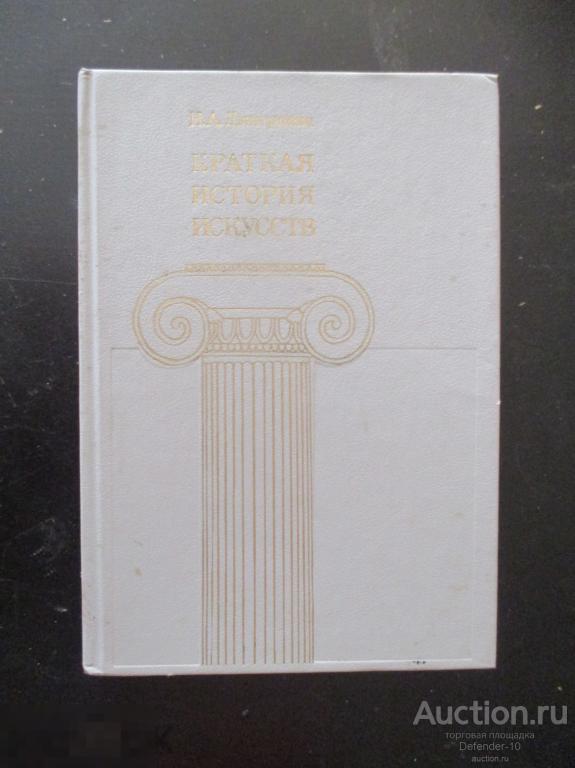 Н.А.Дмитриева
КРАТКАЯ
ИСТОРИЯ
ИСКУССТВ
Auction.ru
торговая площадка
Defender-10
auction.ru